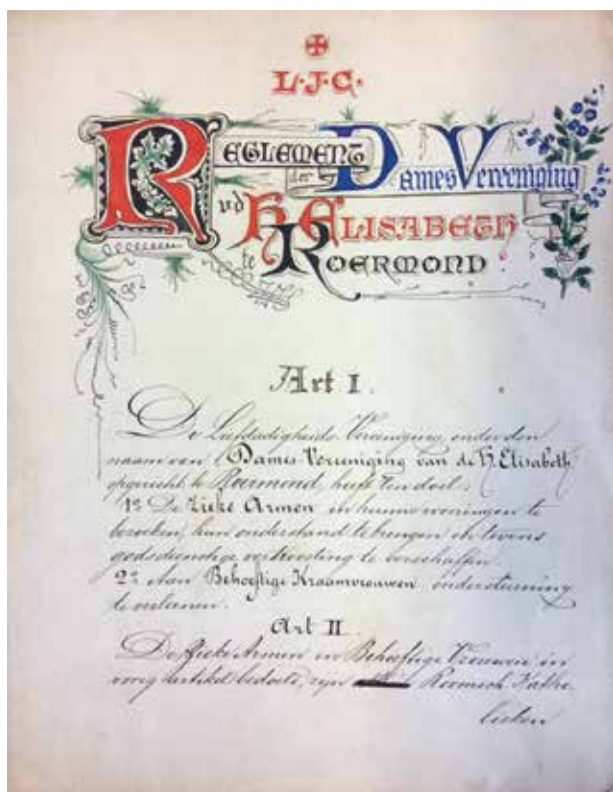 L.J.C.
REGLEMENT der Dames Vereeniging
v d H. ELISABETH
te ROERMOND
Art I.
De Liefdadigheids Vereeniging, onder den
naam van "Dames Vereeniging van de H. Elisabeth"
opgericht te Roermond, heeft ten doel:
1º De Zieke Armen in hunne woningen te
bezoeken, hun onderstand te brengen en tevens
godsdienstige vertroosting te verschaffen.
2º Aan Behoeftige Kraamvrouwen ondersteuning
te verlenen.
Art II
De Zieke Armen en Behoeftige Vrouwen in
vorig artikel bedoeld, zijn Roomsch Katho-
lieken